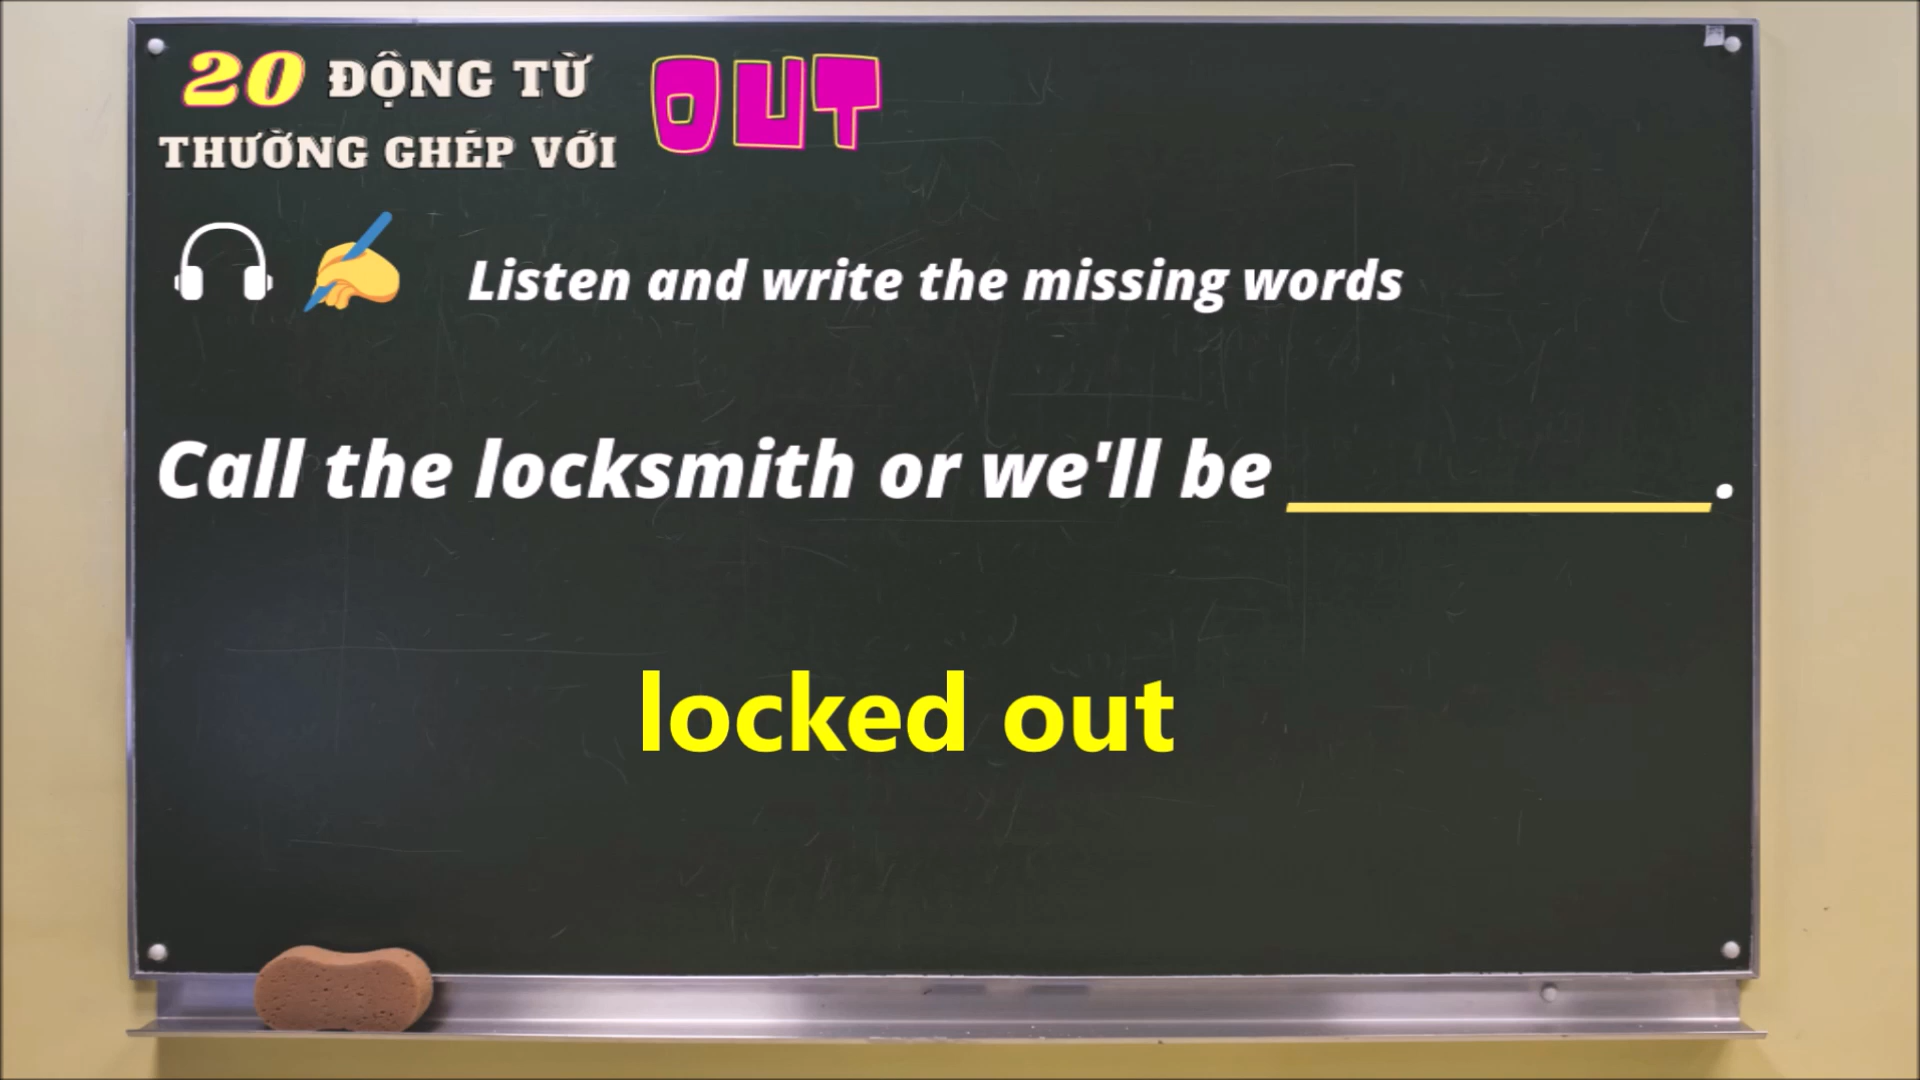 20 ĐỘNG TỪ
THƯỜNG GHÉP VỚI OUT
Listen and write the missing words
Call the locksmith or we'll be __________.
locked out